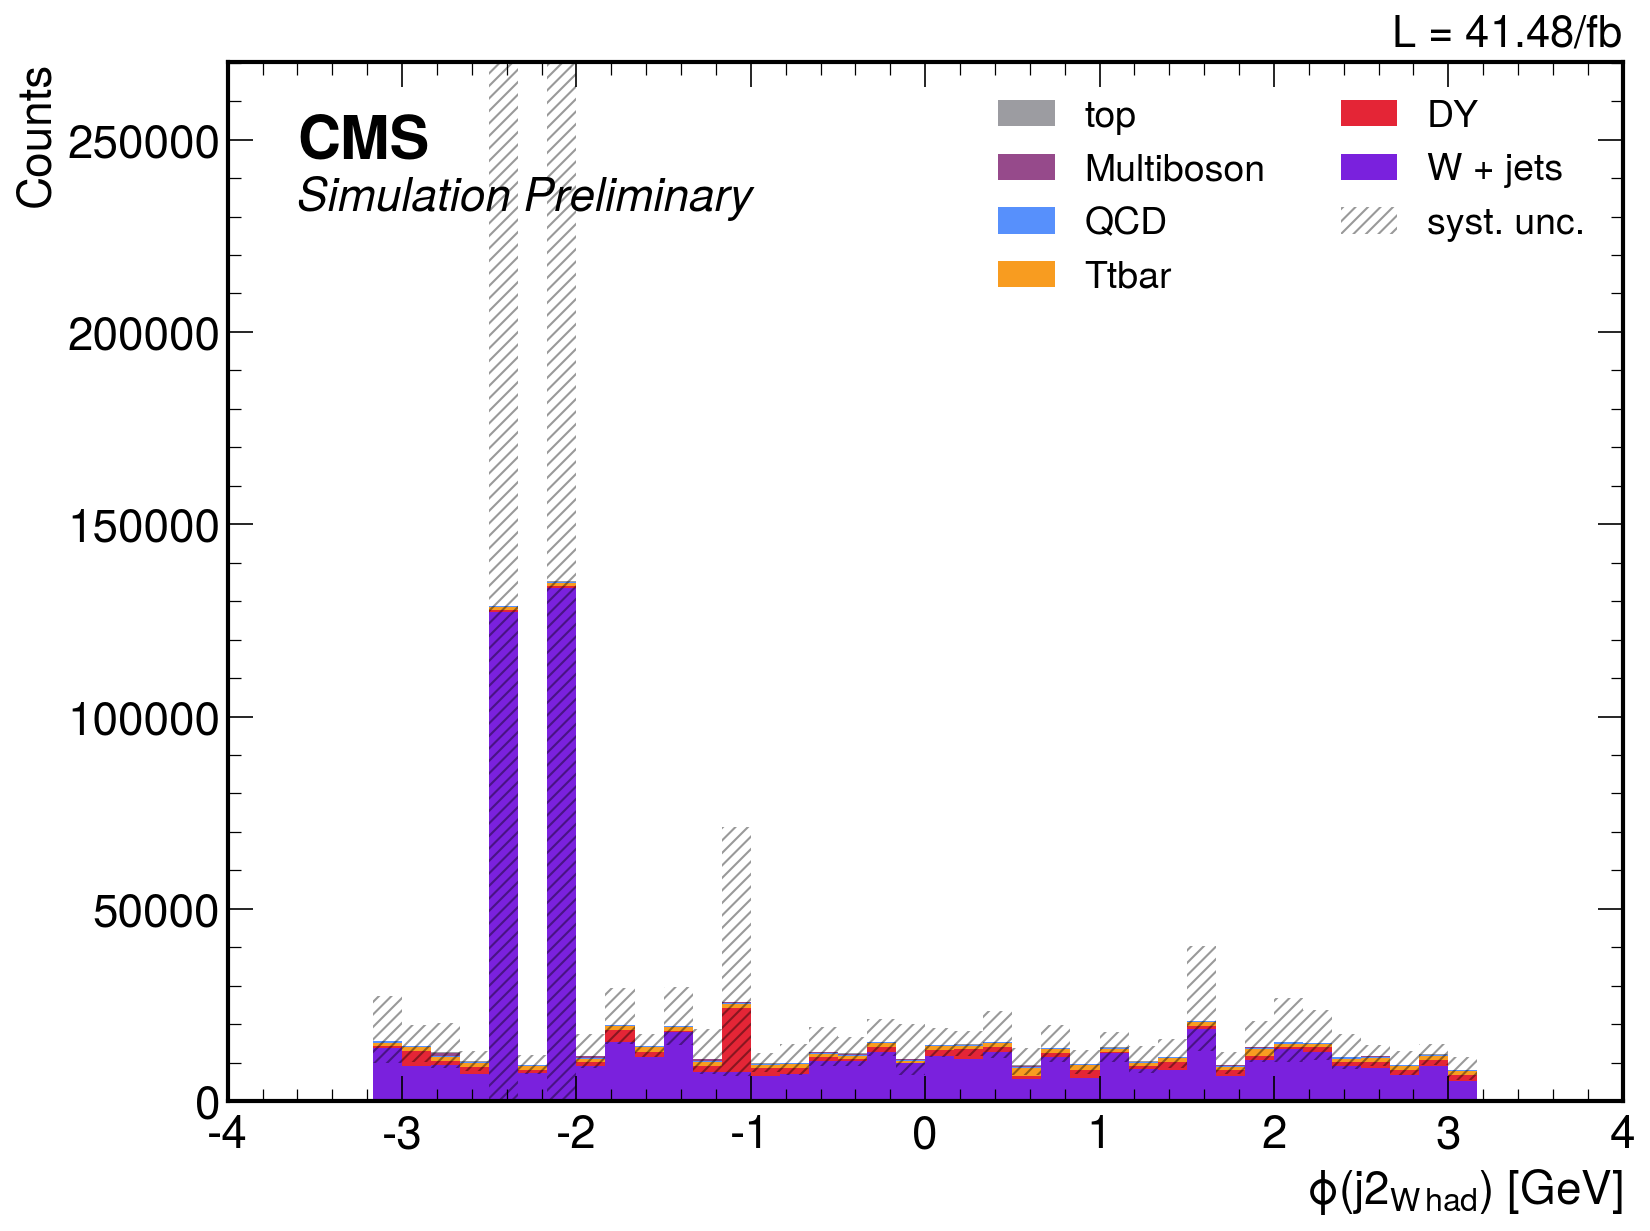 L = 41.48/fb
Counts
CMS
Simulation Preliminary
top
Multiboson
QCD
Ttbar
DY
W + jets
syst. unc.
250000
200000
150000
100000
50000
0
-4 -3 -2 -1 0 1 2 3 4
ϕ(j2W had) [GeV]